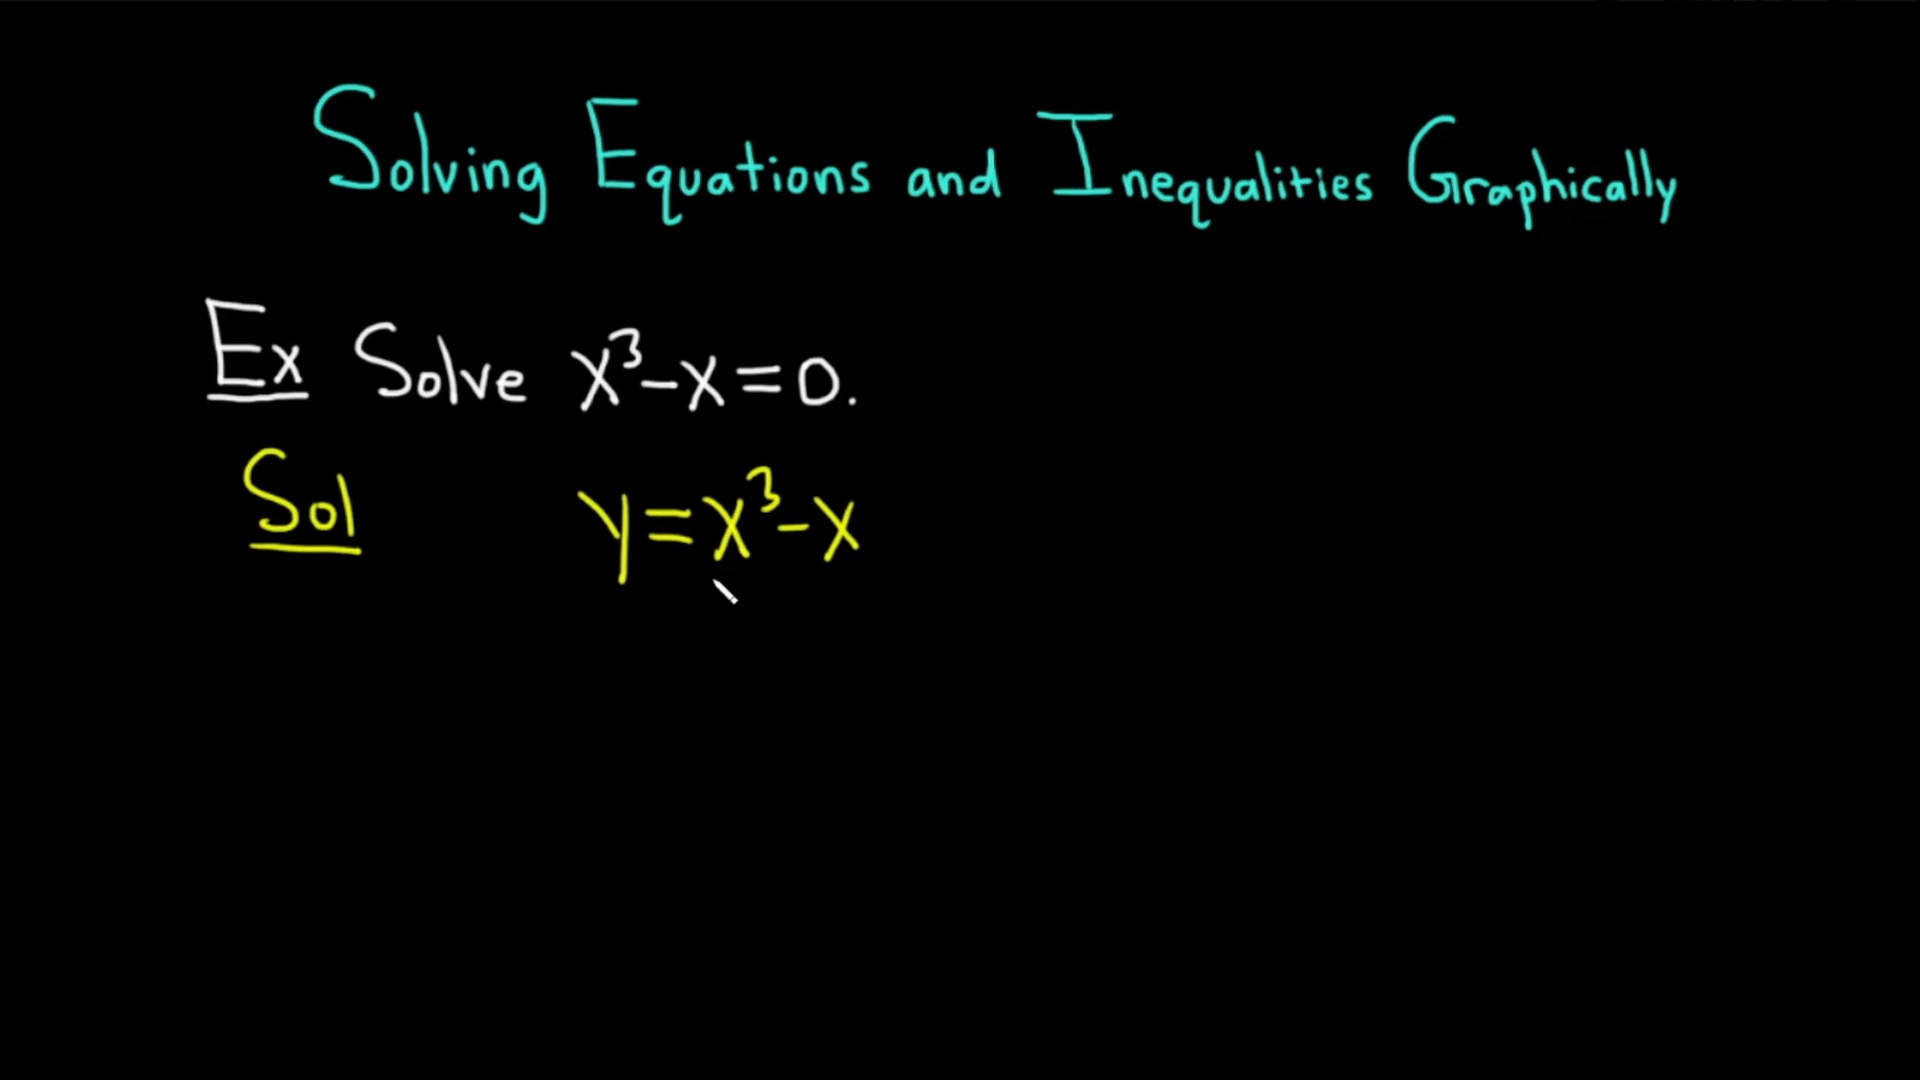 Solving Equations and Inequalities Graphically
Ex Solve x³-x=0.
Sol y=x³-x